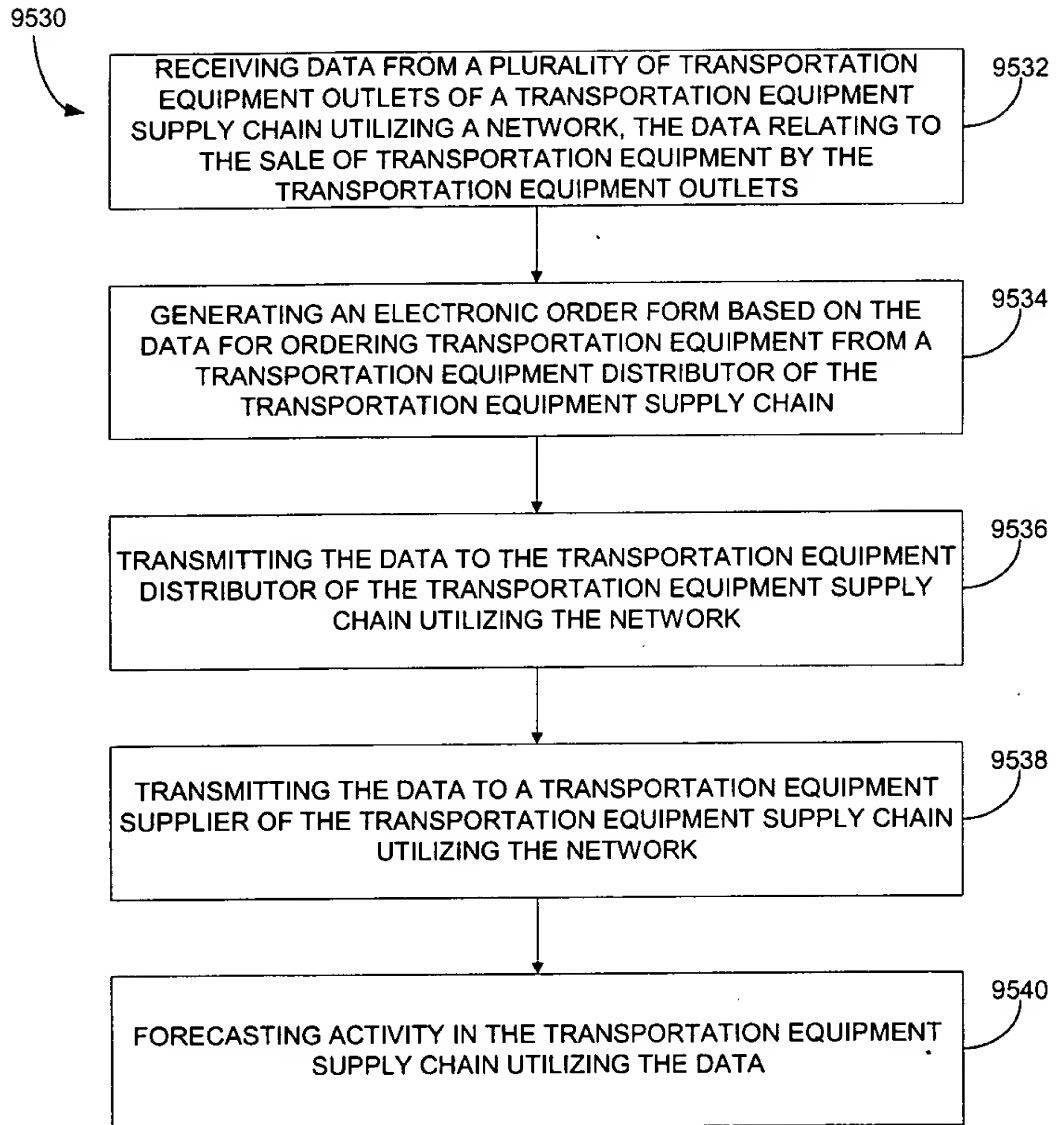 9530
RECEIVING DATA FROM A PLURALITY OF TRANSPORTATION
EQUIPMENT OUTLETS OF A TRANSPORTATION EQUIPMENT
SUPPLY CHAIN UTILIZING A NETWORK, THE DATA RELATING TO
THE SALE OF TRANSPORTATION EQUIPMENT BY THE
TRANSPORTATION EQUIPMENT OUTLETS
9532
GENERATING AN ELECTRONIC ORDER FORM BASED ON THE
DATA FOR ORDERING TRANSPORTATION EQUIPMENT FROM A
TRANSPORTATION EQUIPMENT DISTRIBUTOR OF THE
TRANSPORTATION EQUIPMENT SUPPLY CHAIN
9534
TRANSMITTING THE DATA TO THE TRANSPORTATION EQUIPMENT
DISTRIBUTOR OF THE TRANSPORTATION EQUIPMENT SUPPLY
CHAIN UTILIZING THE NETWORK
9536
TRANSMITTING THE DATA TO A TRANSPORTATION EQUIPMENT
SUPPLIER OF THE TRANSPORTATION EQUIPMENT SUPPLY CHAIN
UTILIZING THE NETWORK
9538
FORECASTING ACTIVITY IN THE TRANSPORTATION EQUIPMENT
SUPPLY CHAIN UTILIZING THE DATA
9540